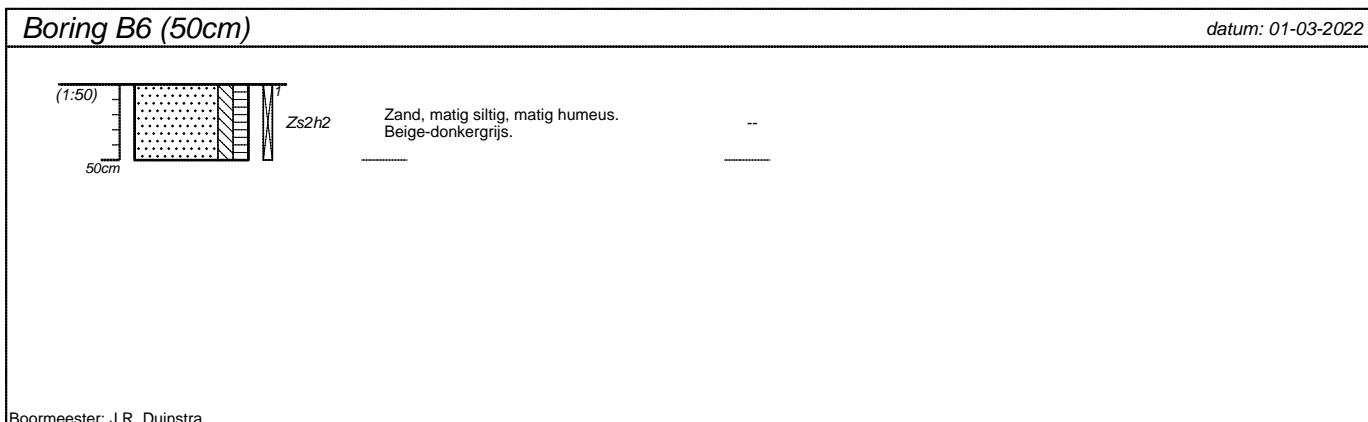 Boring B6 (50cm)
datum: 01-03-2022
(1:50)
1
Zs2h2
Zand, matig siltig, matig humeus.
Beige-donkergrijs.
--
50cm
Boormeester: J.R. Duinstra